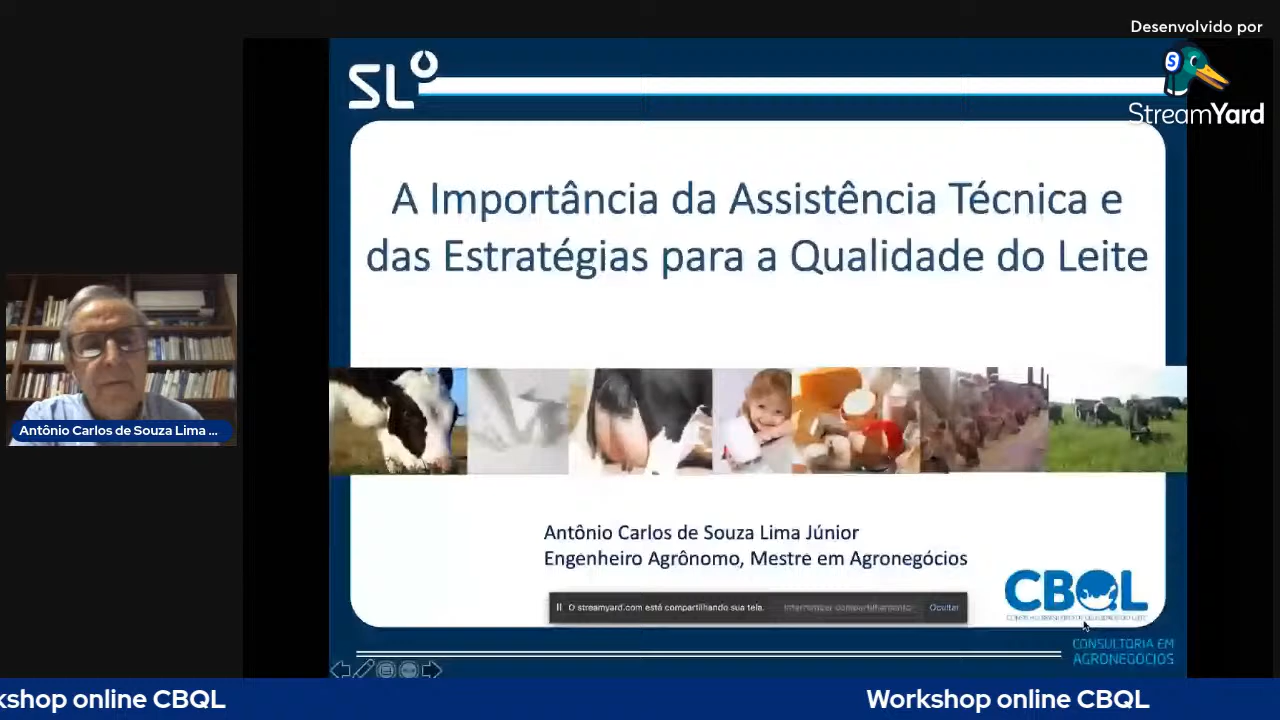 Desenvolvido por
StreamYard
SL
A Importância da Assistência Técnica e
das Estratégias para a Qualidade do Leite
Antônio Carlos de Souza Lima ...
Antônio Carlos de Souza Lima Júnior
Engenheiro Agrônomo, Mestre em Agronegócios
O streamyard.com está compartilhando sua tela.
Interromper compartilhamento
Ocultar
CBQL
CONSULTORIA EM
AGRONEGÓCIOS
kshop online CBQL
Workshop online CBQL